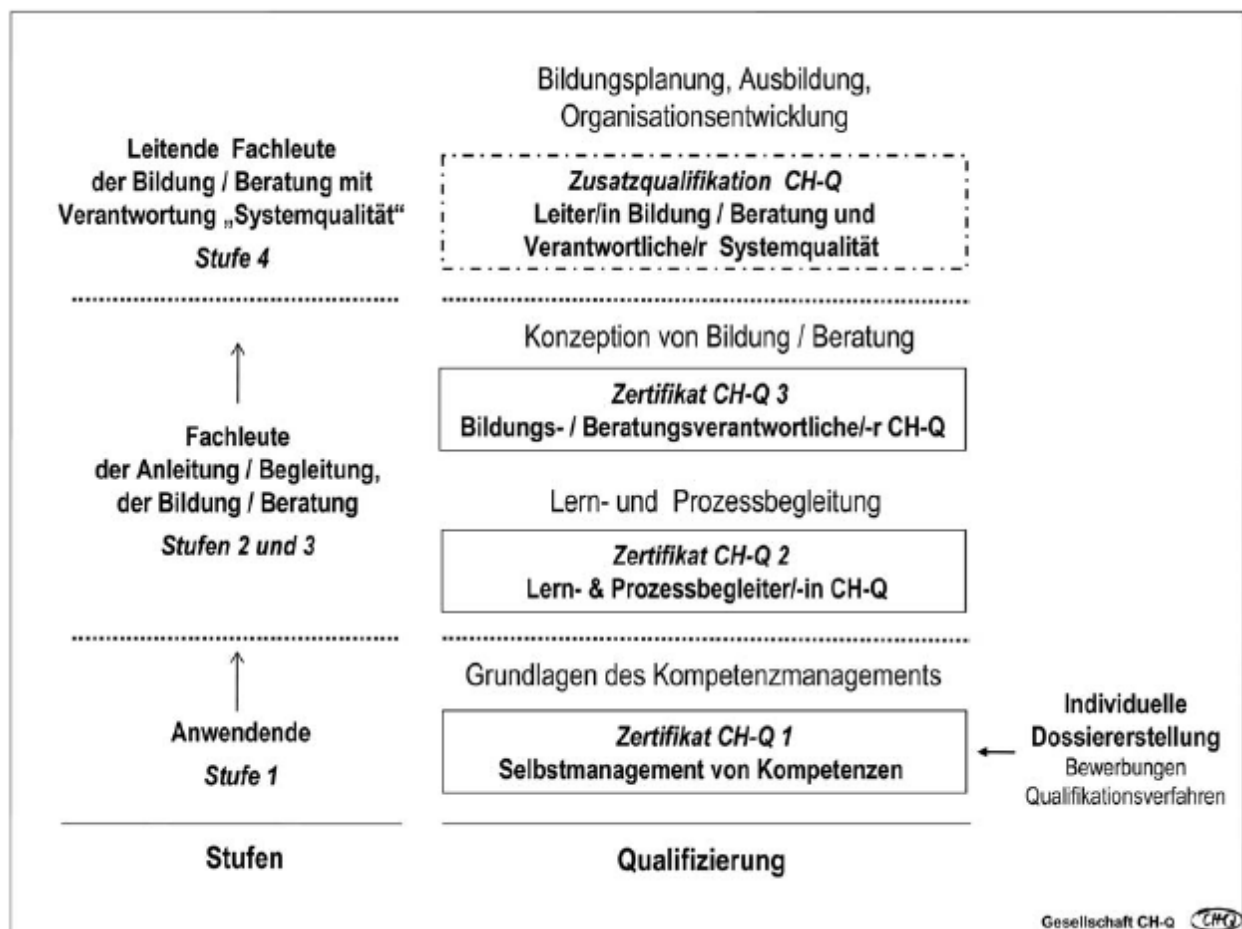 Bildungsplanung, Ausbildung,
Organisationsentwicklung
Leitende Fachleute
der Bildung / Beratung mit
Verantwortung „Systemqualität“
Stufe 4
Zusatzqualifikation CH-Q
Leiter/in Bildung / Beratung und
Verantwortliche/r Systemqualität
Konzeption von Bildung / Beratung
Zertifikat CH-Q 3
Bildungs- / Beratungsverantwortliche/-r CH-Q
Fachleute
der Anleitung / Begleitung,
der Bildung / Beratung
Stufen 2 und 3
Lern- und Prozessbegleitung
Zertifikat CH-Q 2
Lern- & Prozessbegleiter/-in CH-Q
Grundlagen des Kompetenzmanagements
Anwendende
Stufe 1
Zertifikat CH-Q 1
Selbstmanagement von Kompetenzen
Individuelle
Dossiererstellung
Bewerbungen
Qualifikationsverfahren
Stufen
Qualifizierung
Gesellschaft CH-Q
CHQ